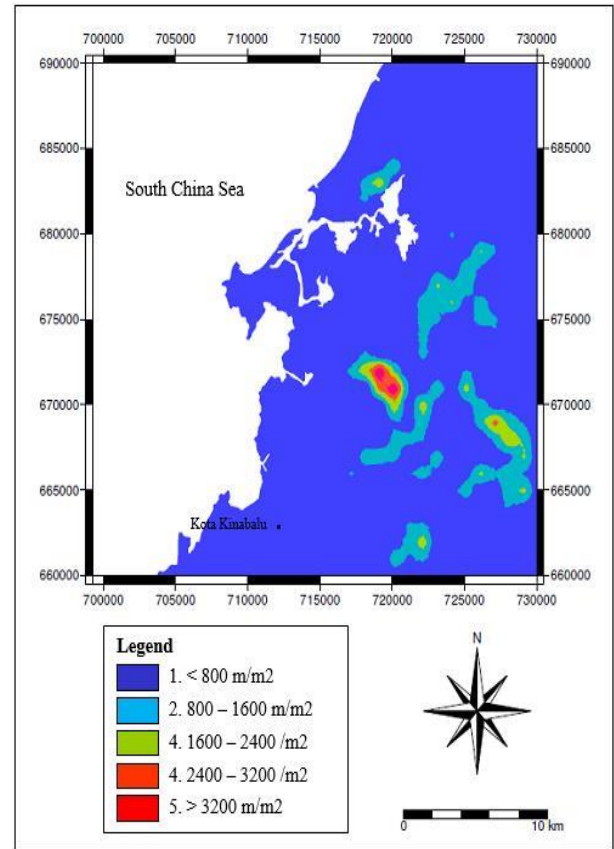 700000 705000 710000 715000 720000 725000 730000
690000 690000
685000 685000
South China Sea
680000 680000
675000 675000
670000 670000
665000 665000
Kota Kinabalu
660000 660000
700000 705000 710000 715000 720000 725000 730000
Legend
1. < 800 m/m2
2. 800 – 1600 m/m2
4. 1600 – 2400 /m2
4. 2400 – 3200 /m2
5. > 3200 m/m2
N
0 10 km